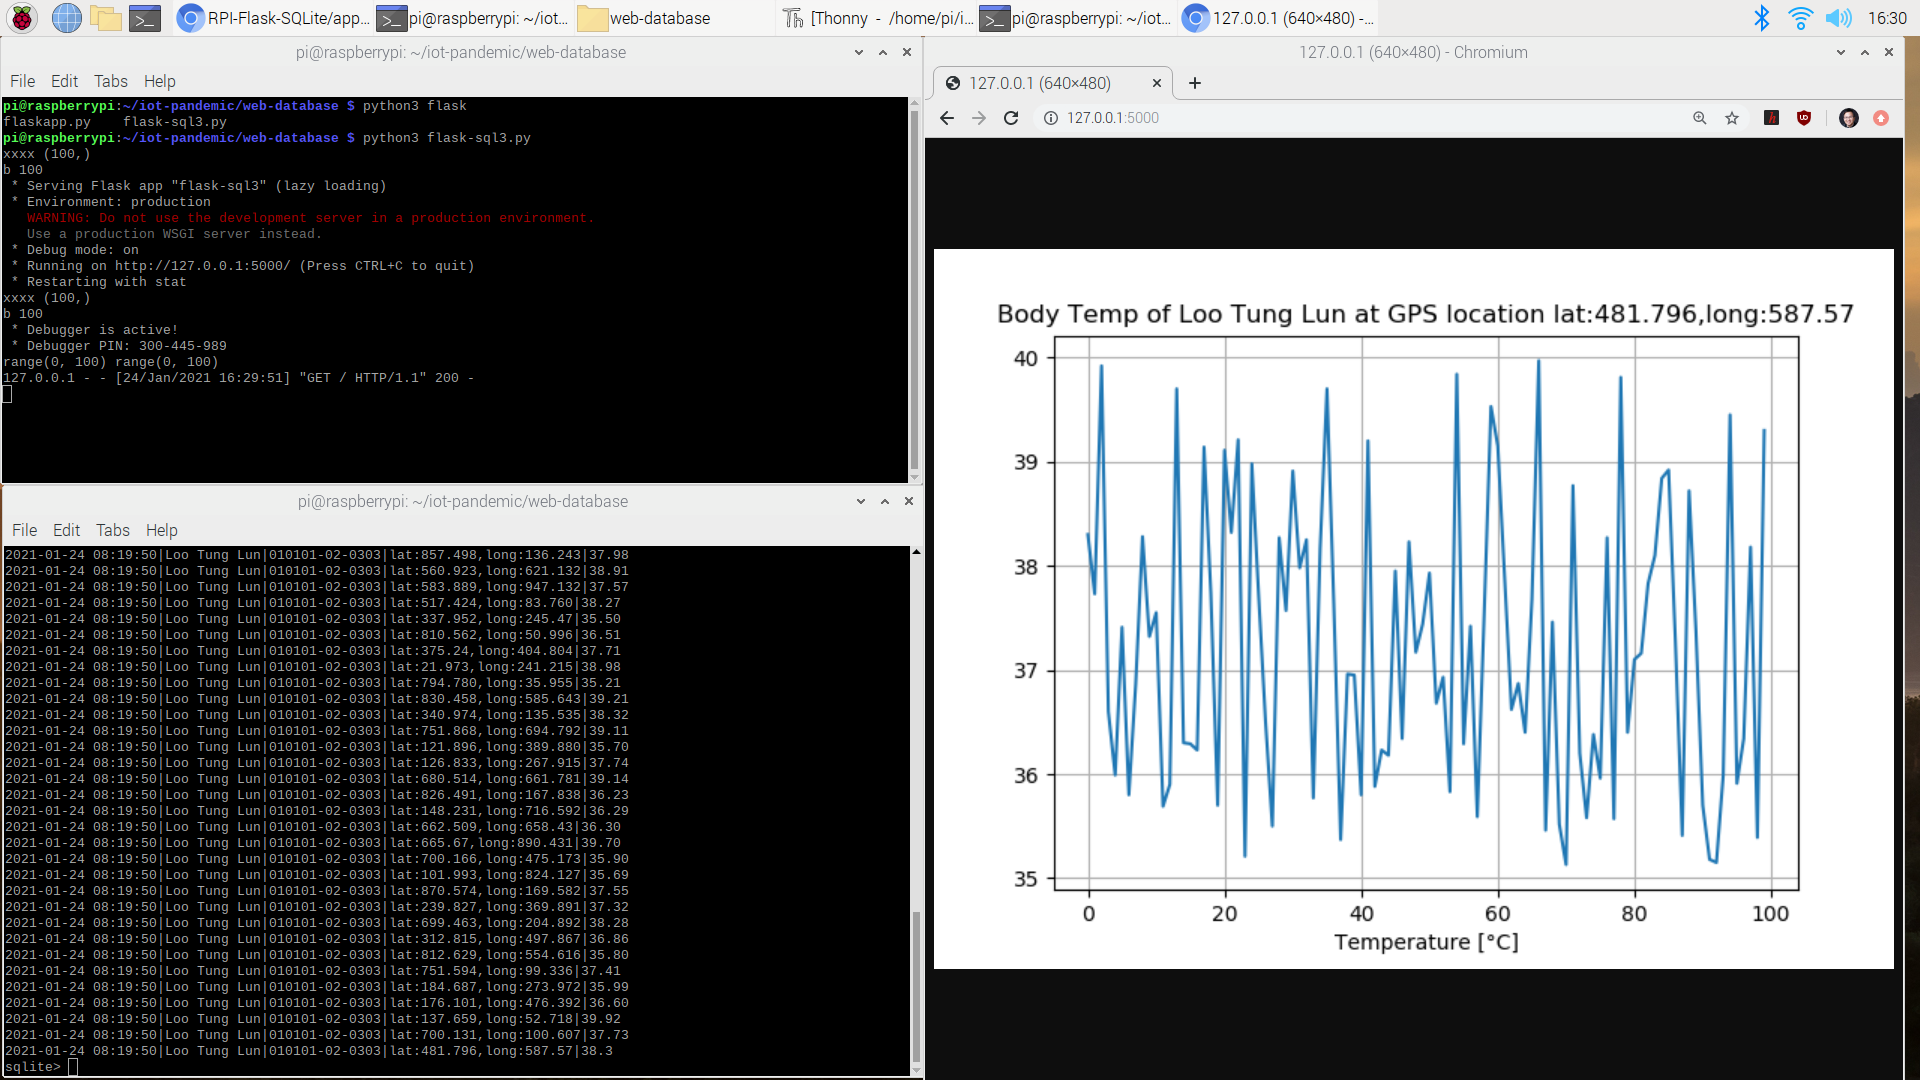 RPI-Flask-SQLite/app...
pi@raspberrypi: ~/iot...
web-database
[Thonny - /home/pi/i...
pi@raspberrypi: ~/iot...
127.0.0.1 (640×480) -...
16:30
pi@raspberrypi: ~/iot-pandemic/web-database
File Edit Tabs Help
pi@raspberrypi:~/iot-pandemic/web-database $ python3 flask
flaskapp.py    flask-sql3.py
pi@raspberrypi:~/iot-pandemic/web-database $ python3 flask-sql3.py
xxxx (100,)
b 100
 * Serving Flask app "flask-sql3" (lazy loading)
 * Environment: production
   WARNING: Do not use the development server in a production environment.
   Use a production WSGI server instead.
 * Debug mode: on
 * Running on http://127.0.0.1:5000/ (Press CTRL+C to quit)
 * Restarting with stat
xxxx (100,)
b 100
 * Debugger is active!
 * Debugger PIN: 300-445-989
range(0, 100) range(0, 100)
127.0.0.1 - - [24/Jan/2021 16:29:51] "GET / HTTP/1.1" 200 -
pi@raspberrypi: ~/iot-pandemic/web-database
File Edit Tabs Help
2021-01-24 08:19:50|Loo Tung Lun|010101-02-0303|lat:857.498,long:136.243|37.98
2021-01-24 08:19:50|Loo Tung Lun|010101-02-0303|lat:560.923,long:621.132|38.91
2021-01-24 08:19:50|Loo Tung Lun|010101-02-0303|lat:583.889,long:947.132|37.57
2021-01-24 08:19:50|Loo Tung Lun|010101-02-0303|lat:517.424,long:83.760|38.27
2021-01-24 08:19:50|Loo Tung Lun|010101-02-0303|lat:337.952,long:245.47|35.50
2021-01-24 08:19:50|Loo Tung Lun|010101-02-0303|lat:810.562,long:50.996|36.51
2021-01-24 08:19:50|Loo Tung Lun|010101-02-0303|lat:375.24,long:404.804|37.71
2021-01-24 08:19:50|Loo Tung Lun|010101-02-0303|lat:21.973,long:241.215|38.98
2021-01-24 08:19:50|Loo Tung Lun|010101-02-0303|lat:794.780,long:35.955|35.21
2021-01-24 08:19:50|Loo Tung Lun|010101-02-0303|lat:830.458,long:585.643|39.21
2021-01-24 08:19:50|Loo Tung Lun|010101-02-0303|lat:340.974,long:135.535|38.32
2021-01-24 08:19:50|Loo Tung Lun|010101-02-0303|lat:751.868,long:694.792|39.11
2021-01-24 08:19:50|Loo Tung Lun|010101-02-0303|lat:121.896,long:389.880|35.70
2021-01-24 08:19:50|Loo Tung Lun|010101-02-0303|lat:126.833,long:267.915|37.74
2021-01-24 08:19:50|Loo Tung Lun|010101-02-0303|lat:680.514,long:661.781|39.14
2021-01-24 08:19:50|Loo Tung Lun|010101-02-0303|lat:826.491,long:167.838|36.23
2021-01-24 08:19:50|Loo Tung Lun|010101-02-0303|lat:148.231,long:716.592|36.29
2021-01-24 08:19:50|Loo Tung Lun|010101-02-0303|lat:662.509,long:658.43|36.30
2021-01-24 08:19:50|Loo Tung Lun|010101-02-0303|lat:665.67,long:890.431|39.70
2021-01-24 08:19:50|Loo Tung Lun|010101-02-0303|lat:700.166,long:475.173|35.90
2021-01-24 08:19:50|Loo Tung Lun|010101-02-0303|lat:101.993,long:824.127|35.69
2021-01-24 08:19:50|Loo Tung Lun|010101-02-0303|lat:870.574,long:169.582|37.55
2021-01-24 08:19:50|Loo Tung Lun|010101-02-0303|lat:239.827,long:369.891|37.32
2021-01-24 08:19:50|Loo Tung Lun|010101-02-0303|lat:699.463,long:204.892|38.28
2021-01-24 08:19:50|Loo Tung Lun|010101-02-0303|lat:312.815,long:497.867|36.86
2021-01-24 08:19:50|Loo Tung Lun|010101-02-0303|lat:812.629,long:554.616|35.80
2021-01-24 08:19:50|Loo Tung Lun|010101-02-0303|lat:751.594,long:99.336|37.41
2021-01-24 08:19:50|Loo Tung Lun|010101-02-0303|lat:184.687,long:273.972|35.99
2021-01-24 08:19:50|Loo Tung Lun|010101-02-0303|lat:176.101,long:476.392|36.60
2021-01-24 08:19:50|Loo Tung Lun|010101-02-0303|lat:137.659,long:52.718|39.92
2021-01-24 08:19:50|Loo Tung Lun|010101-02-0303|lat:700.131,long:100.607|37.73
2021-01-24 08:19:50|Loo Tung Lun|010101-02-0303|lat:481.796,long:587.57|38.3
sqlite>
127.0.0.1 (640×480) - Chromium
127.0.0.1 (640×480)
127.0.0.1:5000
Body Temp of Loo Tung Lun at GPS location lat:481.796,long:587.57
40
39
38
37
36
35
0 20 40 60 80 100
Temperature [°C]